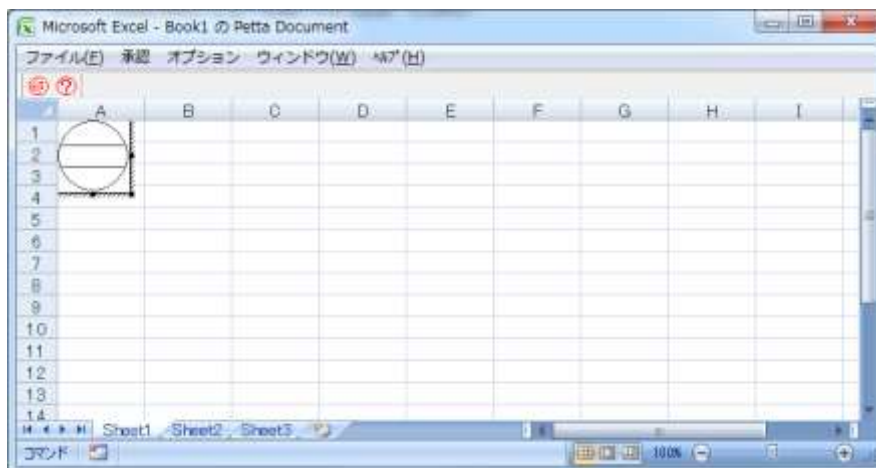 Microsoft Excel - Book1 の Petta Document
ファイル(F) 承認 オプション ウィンドウ(W) ﾍﾙﾌﾟ(H)
A B C D E F G H I
1
2
3
4
5
6
7
8
9
10
11
12
13
14
Sheet1 Sheet2 Sheet3
コマンド 100%